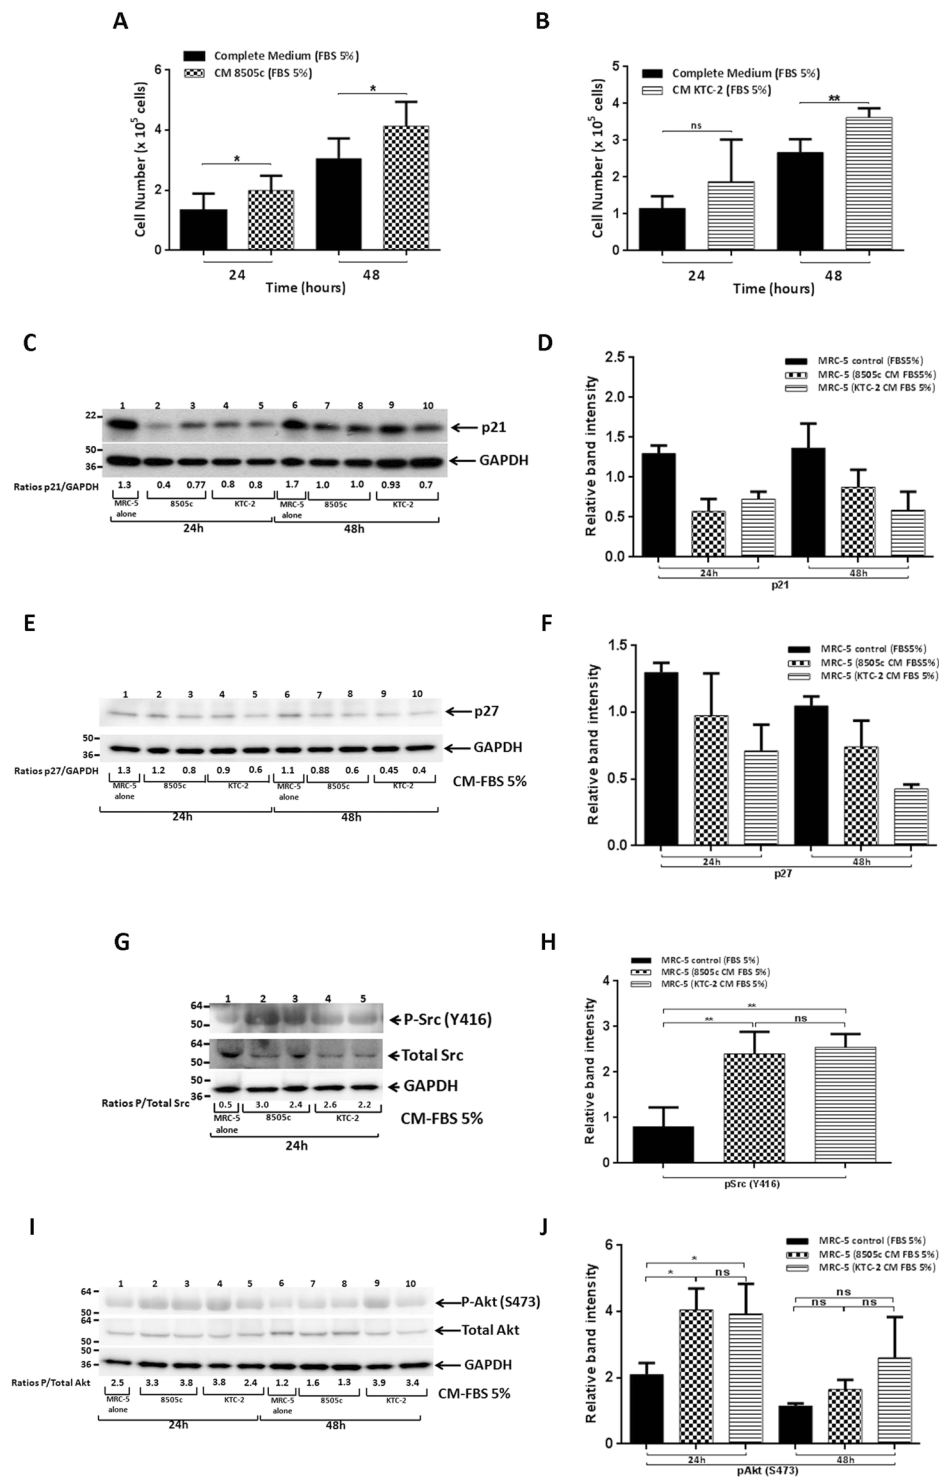 A
Complete Medium (FBS 5%)
CM 8505c (FBS 5%)
Cell Number (x 10^5 cells)
6
4
2
0
*
*
24
48
Time (hours)
B
Complete Medium (FBS 5%)
CM KTC-2 (FBS 5%)
Cell Number (x 10^5 cells)
5
4
3
2
1
0
ns
**
24
48
Time (hours)
C
1 2 3 4 5 6 7 8 9 10
22
p21
50
36
GAPDH
Ratios p21/GAPDH 1.3 0.4 0.77 0.8 0.8 1.7 1.0 1.0 0.93 0.7
MRC-5 alone 8505c KTC-2 MRC-5 alone 8505c KTC-2
24h 48h
D
MRC-5 control (FBS5%)
MRC-5 (8505c CM FBS5%)
MRC-5 (KTC-2 CM FBS 5%)
Relative band intensity
2.5
2.0
1.5
1.0
0.5
0.0
24h 48h
p21
E
1 2 3 4 5 6 7 8 9 10
p27
50
36
GAPDH
Ratios p27/GAPDH 1.3 1.2 0.8 0.9 0.6 1.1 0.88 0.6 0.45 0.4
MRC-5 alone 8505c KTC-2 MRC-5 alone 8505c KTC-2 CM-FBS 5%
24h 48h
F
MRC-5 control (FBS5%)
MRC-5 (8505c CM FBS5%)
MRC-5 (KTC-2 CM FBS 5%)
Relative band intensity
1.5
1.0
0.5
0.0
24h 48h
p27
G
1 2 3 4 5
64
50
P-Src (Y416)
64
50
Total Src
50
36
GAPDH
Ratios P/Total Src 0.5 3.0 2.4 2.6 2.2
MRC-5 alone 8505c KTC-2 CM-FBS 5%
24h
H
MRC-5 control (FBS 5%)
MRC-5 (8505c CM FBS 5%)
MRC-5 (KTC-2 CM FBS 5%)
Relative band intensity
4
3
2
1
0
**
** ns
pSrc (Y416)
I
1 2 3 4 5 6 7 8 9 10
64
52
P-Akt (S473)
64
50
Total Akt
50
36
GAPDH
Ratios P/Total Akt 2.5 3.3 3.8 3.8 2.4 1.2 1.6 1.3 3.9 3.4
MRC-5 alone 8505c KTC-2 MRC-5 alone 8505c KTC-2 CM-FBS 5%
24h 48h
J
MRC-5 control (FBS 5%)
MRC-5 (8505c CM FBS 5%)
MRC-5 (KTC-2 CM FBS 5%)
Relative band intensity
6
4
2
0
*
* ns
ns
ns ns
24h 48h
pAkt (S473)